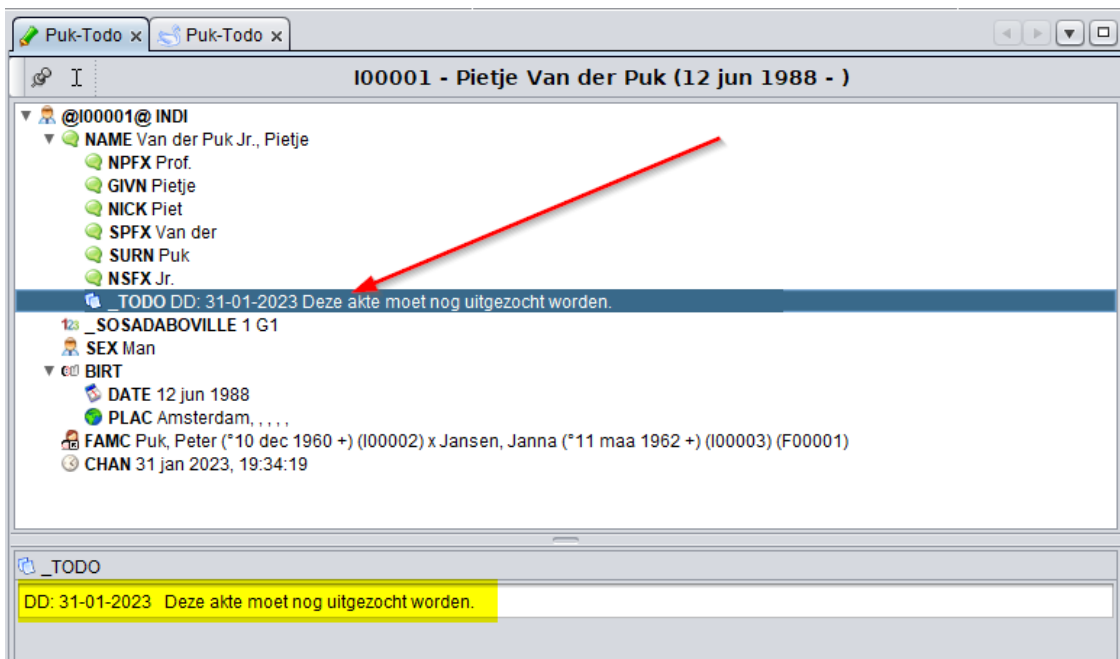 Puk-Todo x Puk-Todo x
I00001 - Pietje Van der Puk (12 jun 1988 - )
@I00001@ INDI
NAME Van der Puk Jr., Pietje
NPFX Prof.
GIVN Pietje
NICK Piet
SPFX Van der
SURN Puk
NSFX Jr.
_TODO DD: 31-01-2023 Deze akte moet nog uitgezocht worden.
123 _SOSADABOVILLE 1 G1
SEX Man
BIRT
DATE 12 jun 1988
PLAC Amsterdam, , , , ,
FAMC Puk, Peter (°10 dec 1960 +) (I00002) x Jansen, Janna (°11 maa 1962 +) (I00003) (F00001)
CHAN 31 jan 2023, 19:34:19
_TODO
DD: 31-01-2023 Deze akte moet nog uitgezocht worden.